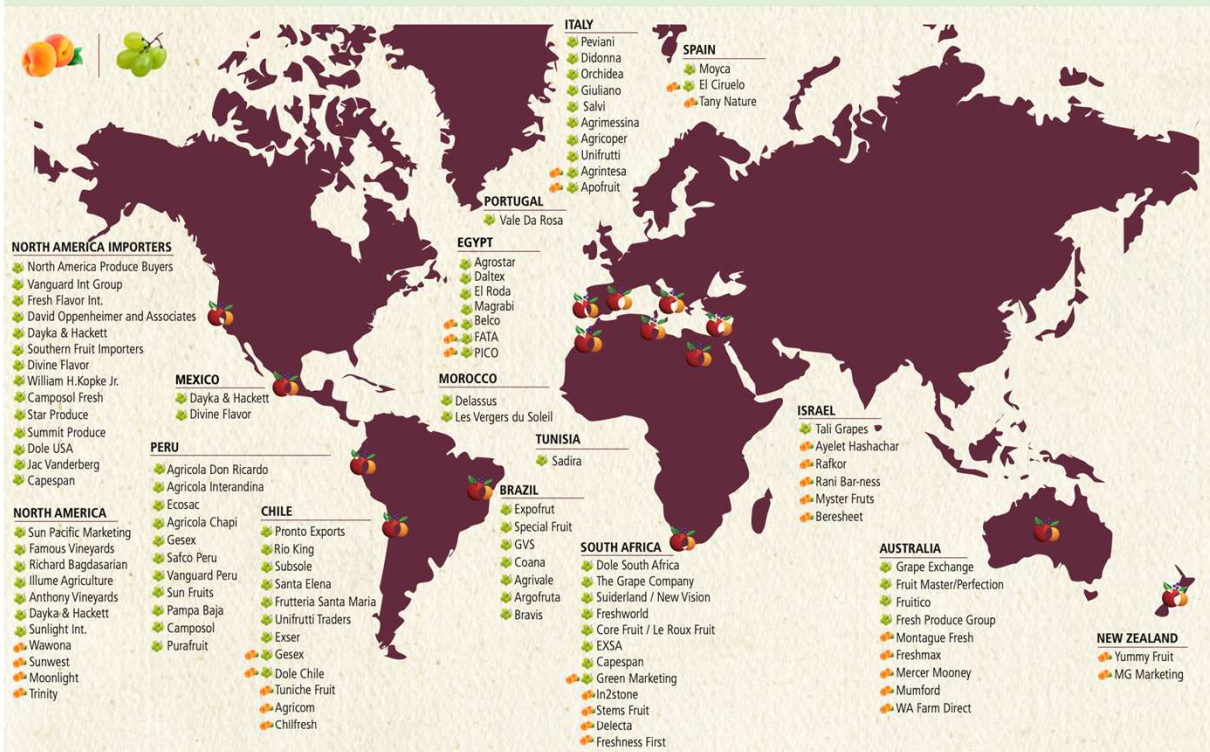 ITALY
Peviani
Didonna
Orchidea
Giuliano
Salvi
Agrimessina
Agricoper
Unifrutti
Agrintesa
Apofruit
SPAIN
Moyca
El Ciruelo
Tany Nature
PORTUGAL
Vale Da Rosa
EGYPT
Agrostar
Daltex
El Roda
Magrabi
Belco
FATA
PICO
NORTH AMERICA IMPORTERS
North America Produce Buyers
Vanguard Int Group
Fresh Flavor Int.
David Oppenheimer and Associates
Dayka & Hackett
Southern Fruit Importers
Divine Flavor
William H.Kopke Jr.
Camposol Fresh
Star Produce
Summit Produce
Dole USA
Jac Vanderberg
Capespan
MEXICO
Dayka & Hackett
Divine Flavor
MOROCCO
Delassus
Les Vergers du Soleil
TUNISIA
Sadira
ISRAEL
Tali Grapes
Ayelet Hashachar
Rafkor
Rani Bar-ness
Myster Fruts
Beresheet
PERU
Agricola Don Ricardo
Agricola Interandina
Ecosac
Agricola Chapi
Gesex
Safco Peru
Vanguard Peru
Sun Fruits
Pampa Baja
Camposol
Purafruit
NORTH AMERICA
Sun Pacific Marketing
Famous Vineyards
Richard Bagdasarian
Illume Agriculture
Anthony Vineyards
Dayka & Hackett
Sunlight Int.
Wawona
Sunwest
Moonlight
Trinity
CHILE
Pronto Exports
Rio King
Subsole
Santa Elena
Frutteria Santa Maria
Unifrutti Traders
Exser
Gesex
Dole Chile
Tuniche Fruit
Agricom
Chilfresh
BRAZIL
Expofrut
Special Fruit
GVS
Coana
Agrivale
Argofruta
Bravis
SOUTH AFRICA
Dole South Africa
The Grape Company
Suiderland / New Vision
Freshworld
Core Fruit / Le Roux Fruit
EXSA
Capespan
Green Marketing
In2stone
Stems Fruit
Delecta
Freshness First
AUSTRALIA
Grape Exchange
Fruit Master/Perfection
Fruitico
Fresh Produce Group
Montague Fresh
Freshmax
Mercer Mooney
Mumford
WA Farm Direct
NEW ZEALAND
Yummy Fruit
MG Marketing